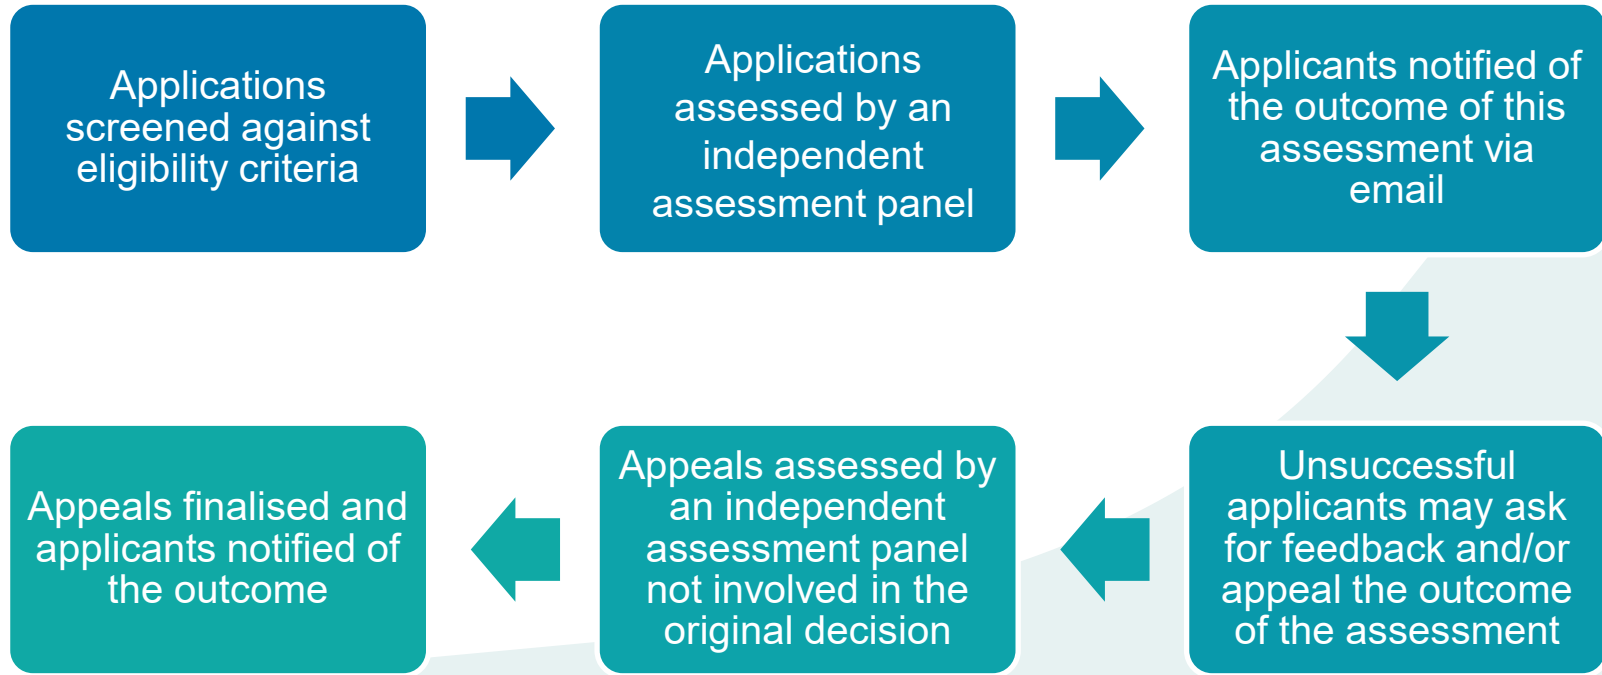 Applications
screened against
eligibility criteria
Applications
assessed by an
independent
assessment panel
Applicants notified of
the outcome of this
assessment via
email
Unsuccessful
applicants may ask
for feedback and/or
appeal the outcome
of the assessment
Appeals assessed by
an independent
assessment panel
not involved in the
original decision
Appeals finalised and
applicants notified of
the outcome